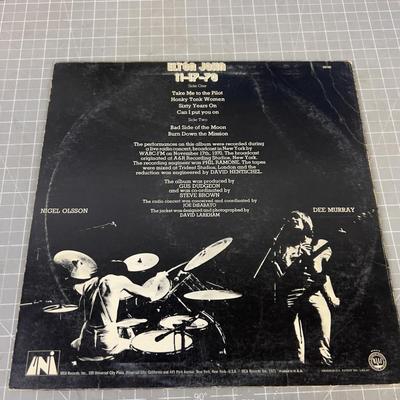 ELTON JOHN
11-17-70
Side One
Take Me to the Pilot
Honky Tonk Women
Sixty Years On
Can I put you on
Side Two
Bad Side of the Moon
Burn Down the Mission
The performances on this album were recorded during
a live radio concert, broadcast in New York by
WABC-FM on November 17th, 1970. The broadcast
originated at A&R Recording Studios, New York.
The recording engineer was PHIL RAMONE. The tapes
were mixed at Trident Studios, London and the
reduction was engineered by DAVID HENTSCHEL.
The album was produced by
GUS DUDGEON
and was co-ordinated by
STEVE BROWN
The radio concert was conceived and coordinated by
JOE DISABATO
The jacket was designed and photographed by
DAVID LARKHAM
NIGEL OLSSON
DEE MURRAY
UNI
90°